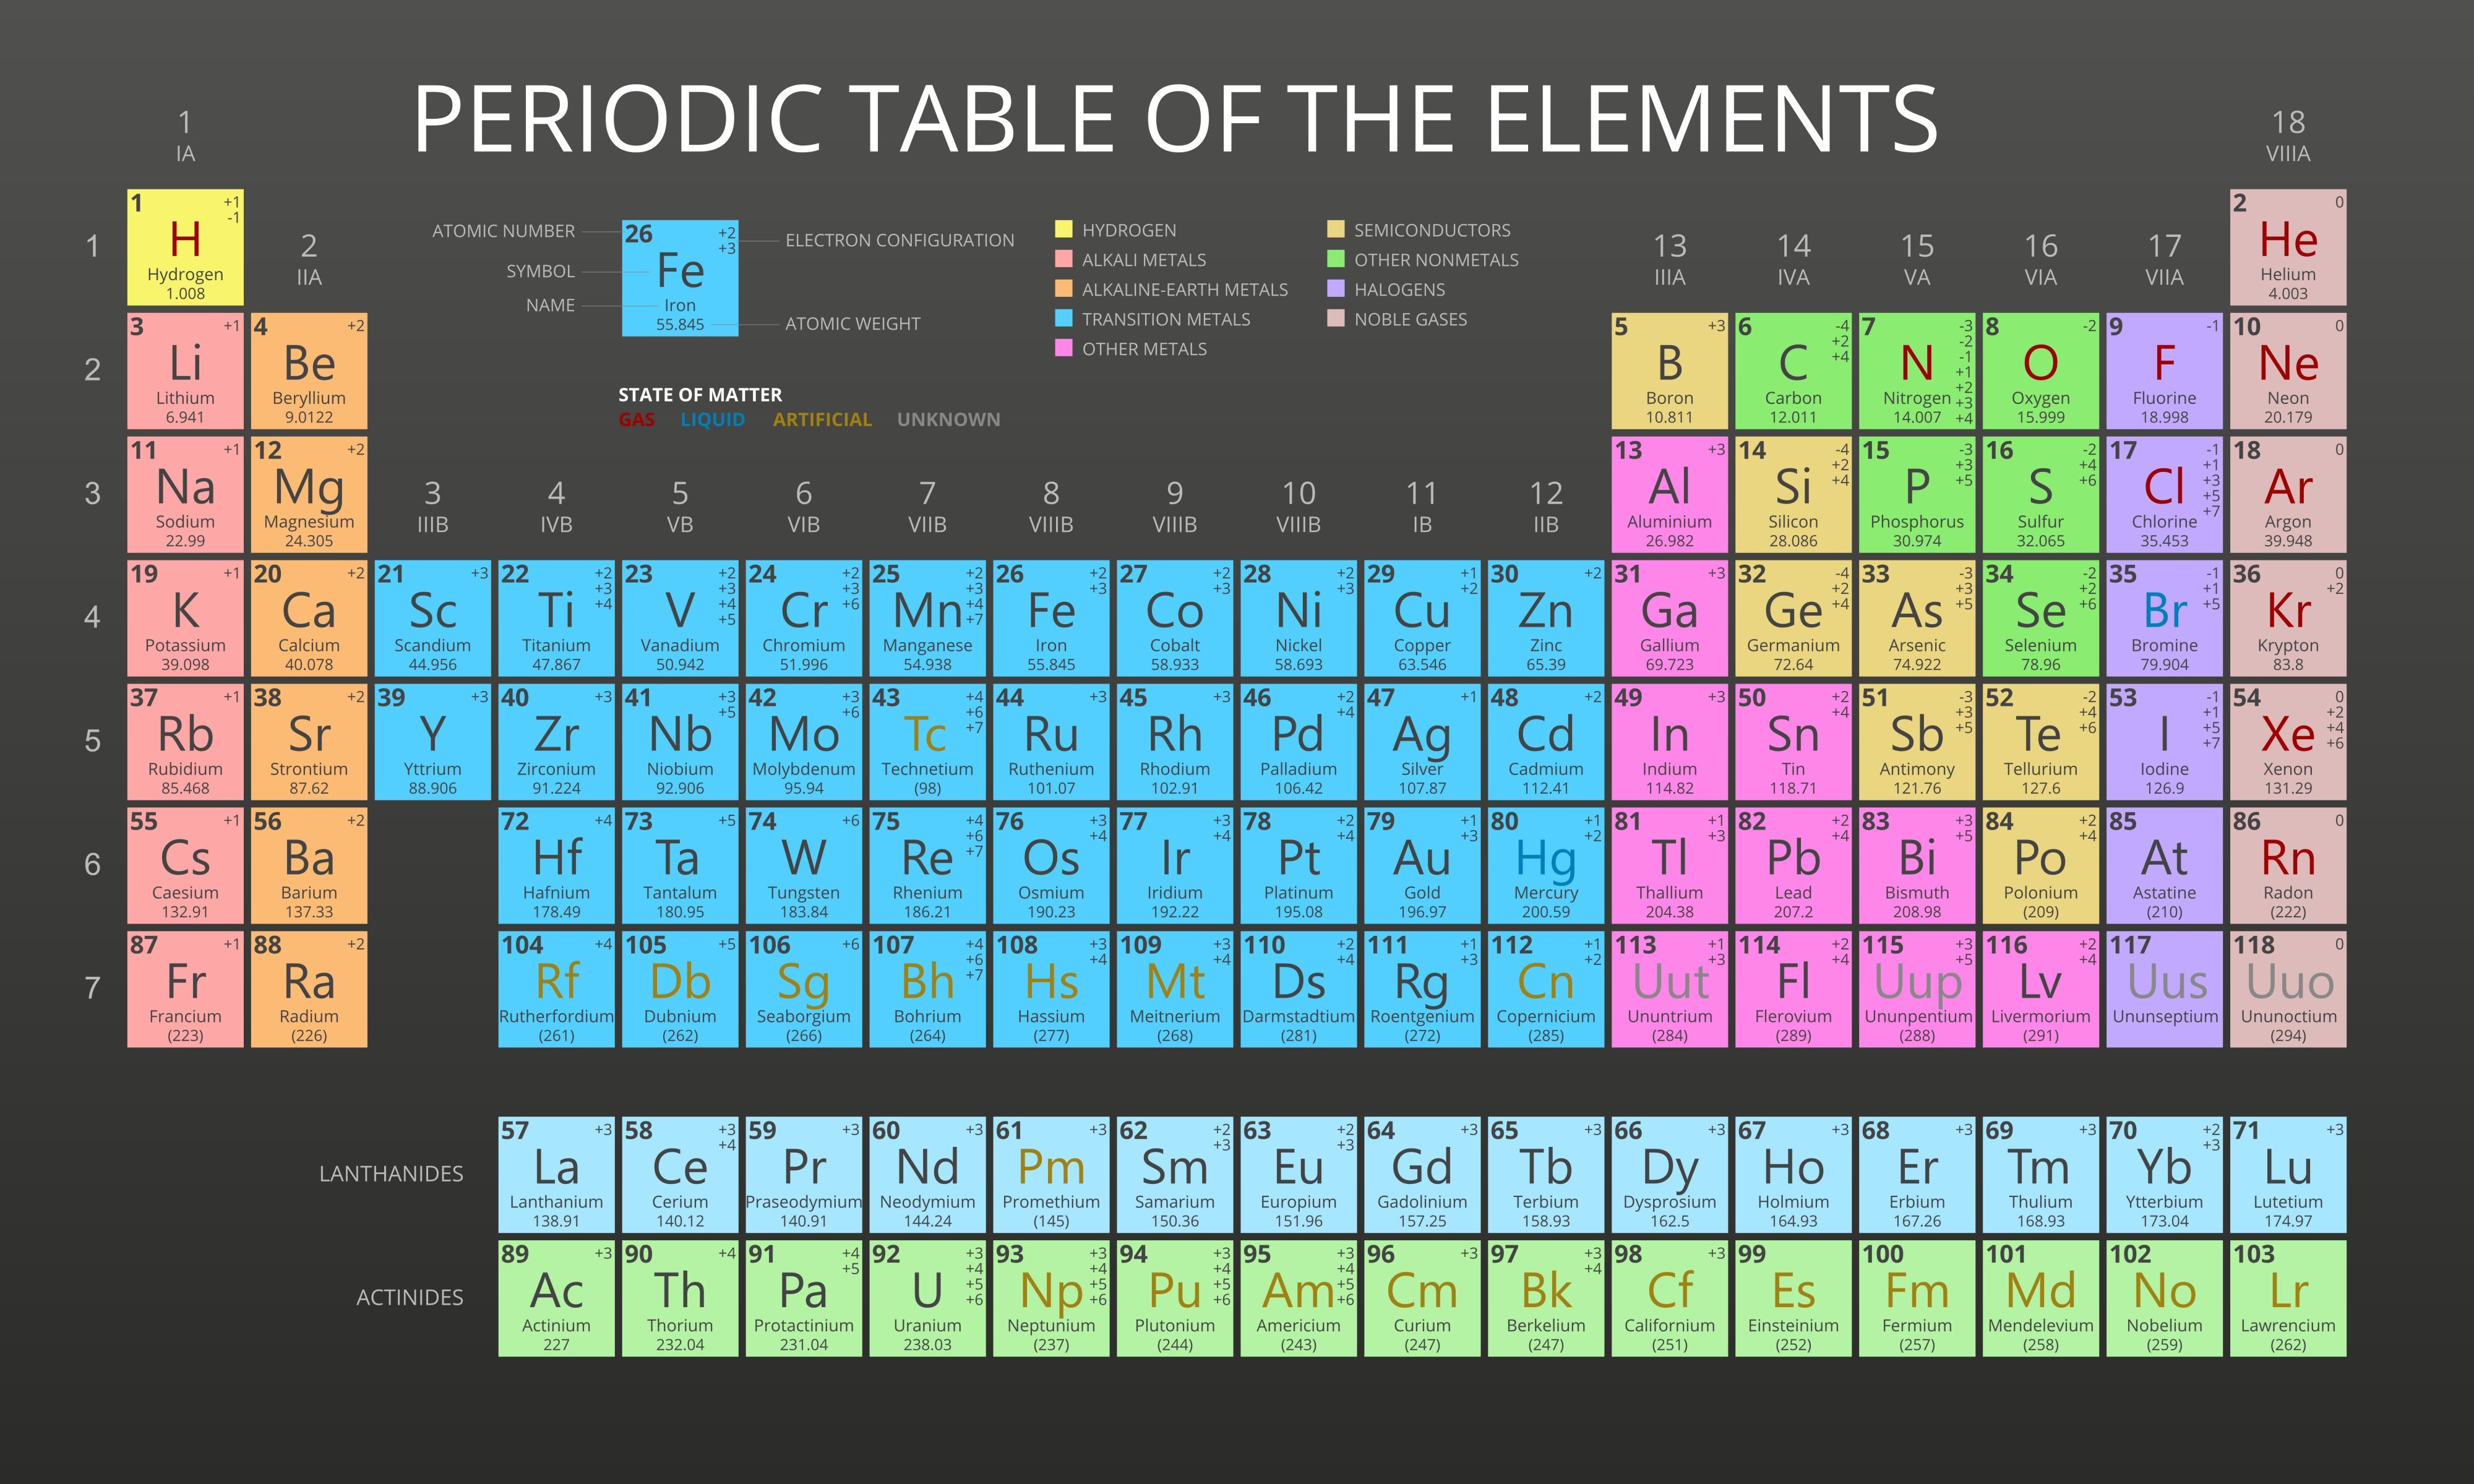 PERIODIC TABLE OF THE ELEMENTS
1
IA
18
VIIIA
ATOMIC NUMBER
SYMBOL
NAME
26
+2
+3
Fe
Iron
55.845
ELECTRON CONFIGURATION
ATOMIC WEIGHT
HYDROGEN
ALKALI METALS
ALKALINE-EARTH METALS
TRANSITION METALS
OTHER METALS
SEMICONDUCTORS
OTHER NONMETALS
HALOGENS
NOBLE GASES
STATE OF MATTER
GAS LIQUID ARTIFICIAL UNKNOWN
2
IIA
13
IIIA
14
IVA
15
VA
16
VIA
17
VIIA
3
IIIB
4
IVB
5
VB
6
VIB
7
VIIB
8
VIIIB
9
VIIIB
10
VIIIB
11
IB
12
IIB
1
1 +1 -1
H
Hydrogen
1.008
2 0
He
Helium
4.003
2
3 +1
Li
Lithium
6.941
4 +2
Be
Beryllium
9.0122
5 +3
B
Boron
10.811
6 -4 +2 +4
C
Carbon
12.011
7 -3 -2 -1 +1 +2 +3 +4
N
Nitrogen
14.007
8 -2
O
Oxygen
15.999
9 -1
F
Fluorine
18.998
10 0
Ne
Neon
20.179
3
11 +1
Na
Sodium
22.99
12 +2
Mg
Magnesium
24.305
13 +3
Al
Aluminium
26.982
14 -4 +2 +4
Si
Silicon
28.086
15 -3 +3 +5
P
Phosphorus
30.974
16 -2 +4 +6
S
Sulfur
32.065
17 -1 +1 +3 +5 +7
Cl
Chlorine
35.453
18 0
Ar
Argon
39.948
4
19 +1
K
Potassium
39.098
20 +2
Ca
Calcium
40.078
21 +3
Sc
Scandium
44.956
22 +2 +3 +4
Ti
Titanium
47.867
23 +2 +3 +4 +5
V
Vanadium
50.942
24 +2 +3 +6
Cr
Chromium
51.996
25 +2 +3 +4 +7
Mn
Manganese
54.938
26 +2 +3
Fe
Iron
55.845
27 +2 +3
Co
Cobalt
58.933
28 +2 +3
Ni
Nickel
58.693
29 +1 +2
Cu
Copper
63.546
30 +2
Zn
Zinc
65.39
31 +3
Ga
Gallium
69.723
32 -4 +2 +4
Ge
Germanium
72.64
33 -3 +3 +5
As
Arsenic
74.922
34 -2 +2 +6
Se
Selenium
78.96
35 -1 +1 +5
Br
Bromine
79.904
36 0 +2
Kr
Krypton
83.8
5
37 +1
Rb
Rubidium
85.468
38 +2
Sr
Strontium
87.62
39 +3
Y
Yttrium
88.906
40 +3
Zr
Zirconium
91.224
41 +3 +5
Nb
Niobium
92.906
42 +3 +6
Mo
Molybdenum
95.94
43 +4 +6 +7
Tc
Technetium
(98)
44 +3
Ru
Ruthenium
101.07
45 +3
Rh
Rhodium
102.91
46 +2 +4
Pd
Palladium
106.42
47 +1
Ag
Silver
107.87
48 +2
Cd
Cadmium
112.41
49 +3
In
Indium
114.82
50 +2 +4
Sn
Tin
118.71
51 -3 +3 +5
Sb
Antimony
121.76
52 -2 +4 +6
Te
Tellurium
127.6
53 -1 +1 +5 +7
I
Iodine
126.9
54 0 +2 +4 +6
Xe
Xenon
131.29
6
55 +1
Cs
Caesium
132.91
56 +2
Ba
Barium
137.33
72 +4
Hf
Hafnium
178.49
73 +5
Ta
Tantalum
180.95
74 +6
W
Tungsten
183.84
75 +4 +6 +7
Re
Rhenium
186.21
76 +3 +4
Os
Osmium
190.23
77 +3 +4
Ir
Iridium
192.22
78 +2 +4
Pt
Platinum
195.08
79 +1 +3
Au
Gold
196.97
80 +1 +2
Hg
Mercury
200.59
81 +1 +3
Tl
Thallium
204.38
82 +2 +4
Pb
Lead
207.2
83 +3 +5
Bi
Bismuth
208.98
84 +2 +4
Po
Polonium
(209)
85
At
Astatine
(210)
86 0
Rn
Radon
(222)
7
87 +1
Fr
Francium
(223)
88 +2
Ra
Radium
(226)
104 +4
Rf
Rutherfordium
(261)
105 +5
Db
Dubnium
(262)
106 +6
Sg
Seaborgium
(266)
107 +4 +6 +7
Bh
Bohrium
(264)
108 +3 +4
Hs
Hassium
(277)
109 +3 +4
Mt
Meitnerium
(268)
110 +2 +4
Ds
Darmstadtium
(281)
111 +1 +3
Rg
Roentgenium
(272)
112 +1 +2
Cn
Copernicium
(285)
113 +1 +3
Uut
Ununtrium
(284)
114 +2 +4
Fl
Flerovium
(289)
115 +3 +5
Uup
Ununpentium
(288)
116 +2 +4
Lv
Livermorium
(291)
117
Uus
Ununseptium
118 0
Uuo
Ununoctium
(294)
LANTHANIDES
57 +3
La
Lanthanium
138.91
58 +3 +4
Ce
Cerium
140.12
59 +3
Pr
Praseodymium
140.91
60 +3
Nd
Neodymium
144.24
61 +3
Pm
Promethium
(145)
62 +2 +3
Sm
Samarium
150.36
63 +2 +3
Eu
Europium
151.96
64 +3
Gd
Gadolinium
157.25
65 +3
Tb
Terbium
158.93
66 +3
Dy
Dysprosium
162.5
67 +3
Ho
Holmium
164.93
68 +3
Er
Erbium
167.26
69 +3
Tm
Thulium
168.93
70 +2 +3
Yb
Ytterbium
173.04
71 +3
Lu
Lutetium
174.97
ACTINIDES
89 +3
Ac
Actinium
227
90 +4
Th
Thorium
232.04
91 +4 +5
Pa
Protactinium
231.04
92 +3 +4 +5 +6
U
Uranium
238.03
93 +3 +4 +5 +6
Np
Neptunium
(237)
94 +3 +4 +5 +6
Pu
Plutonium
(244)
95 +3 +4 +5 +6
Am
Americium
(243)
96 +3
Cm
Curium
(247)
97 +3 +4
Bk
Berkelium
(247)
98 +3
Cf
Californium
(251)
99
Es
Einsteinium
(252)
100
Fm
Fermium
(257)
101
Md
Mendelevium
(258)
102
No
Nobelium
(259)
103
Lr
Lawrencium
(262)